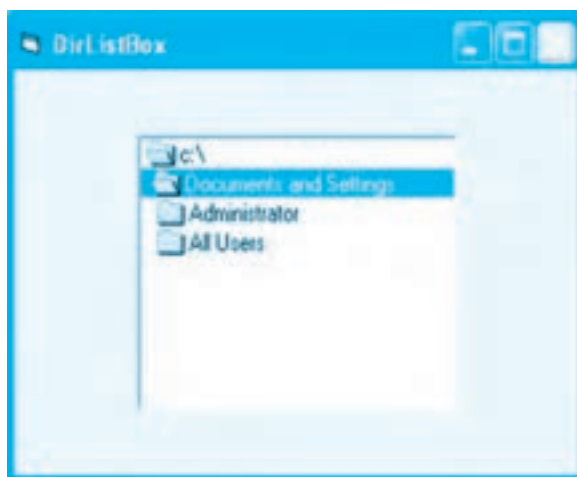 DirListBox
c:\
Documents and Settings
Administrator
All Users